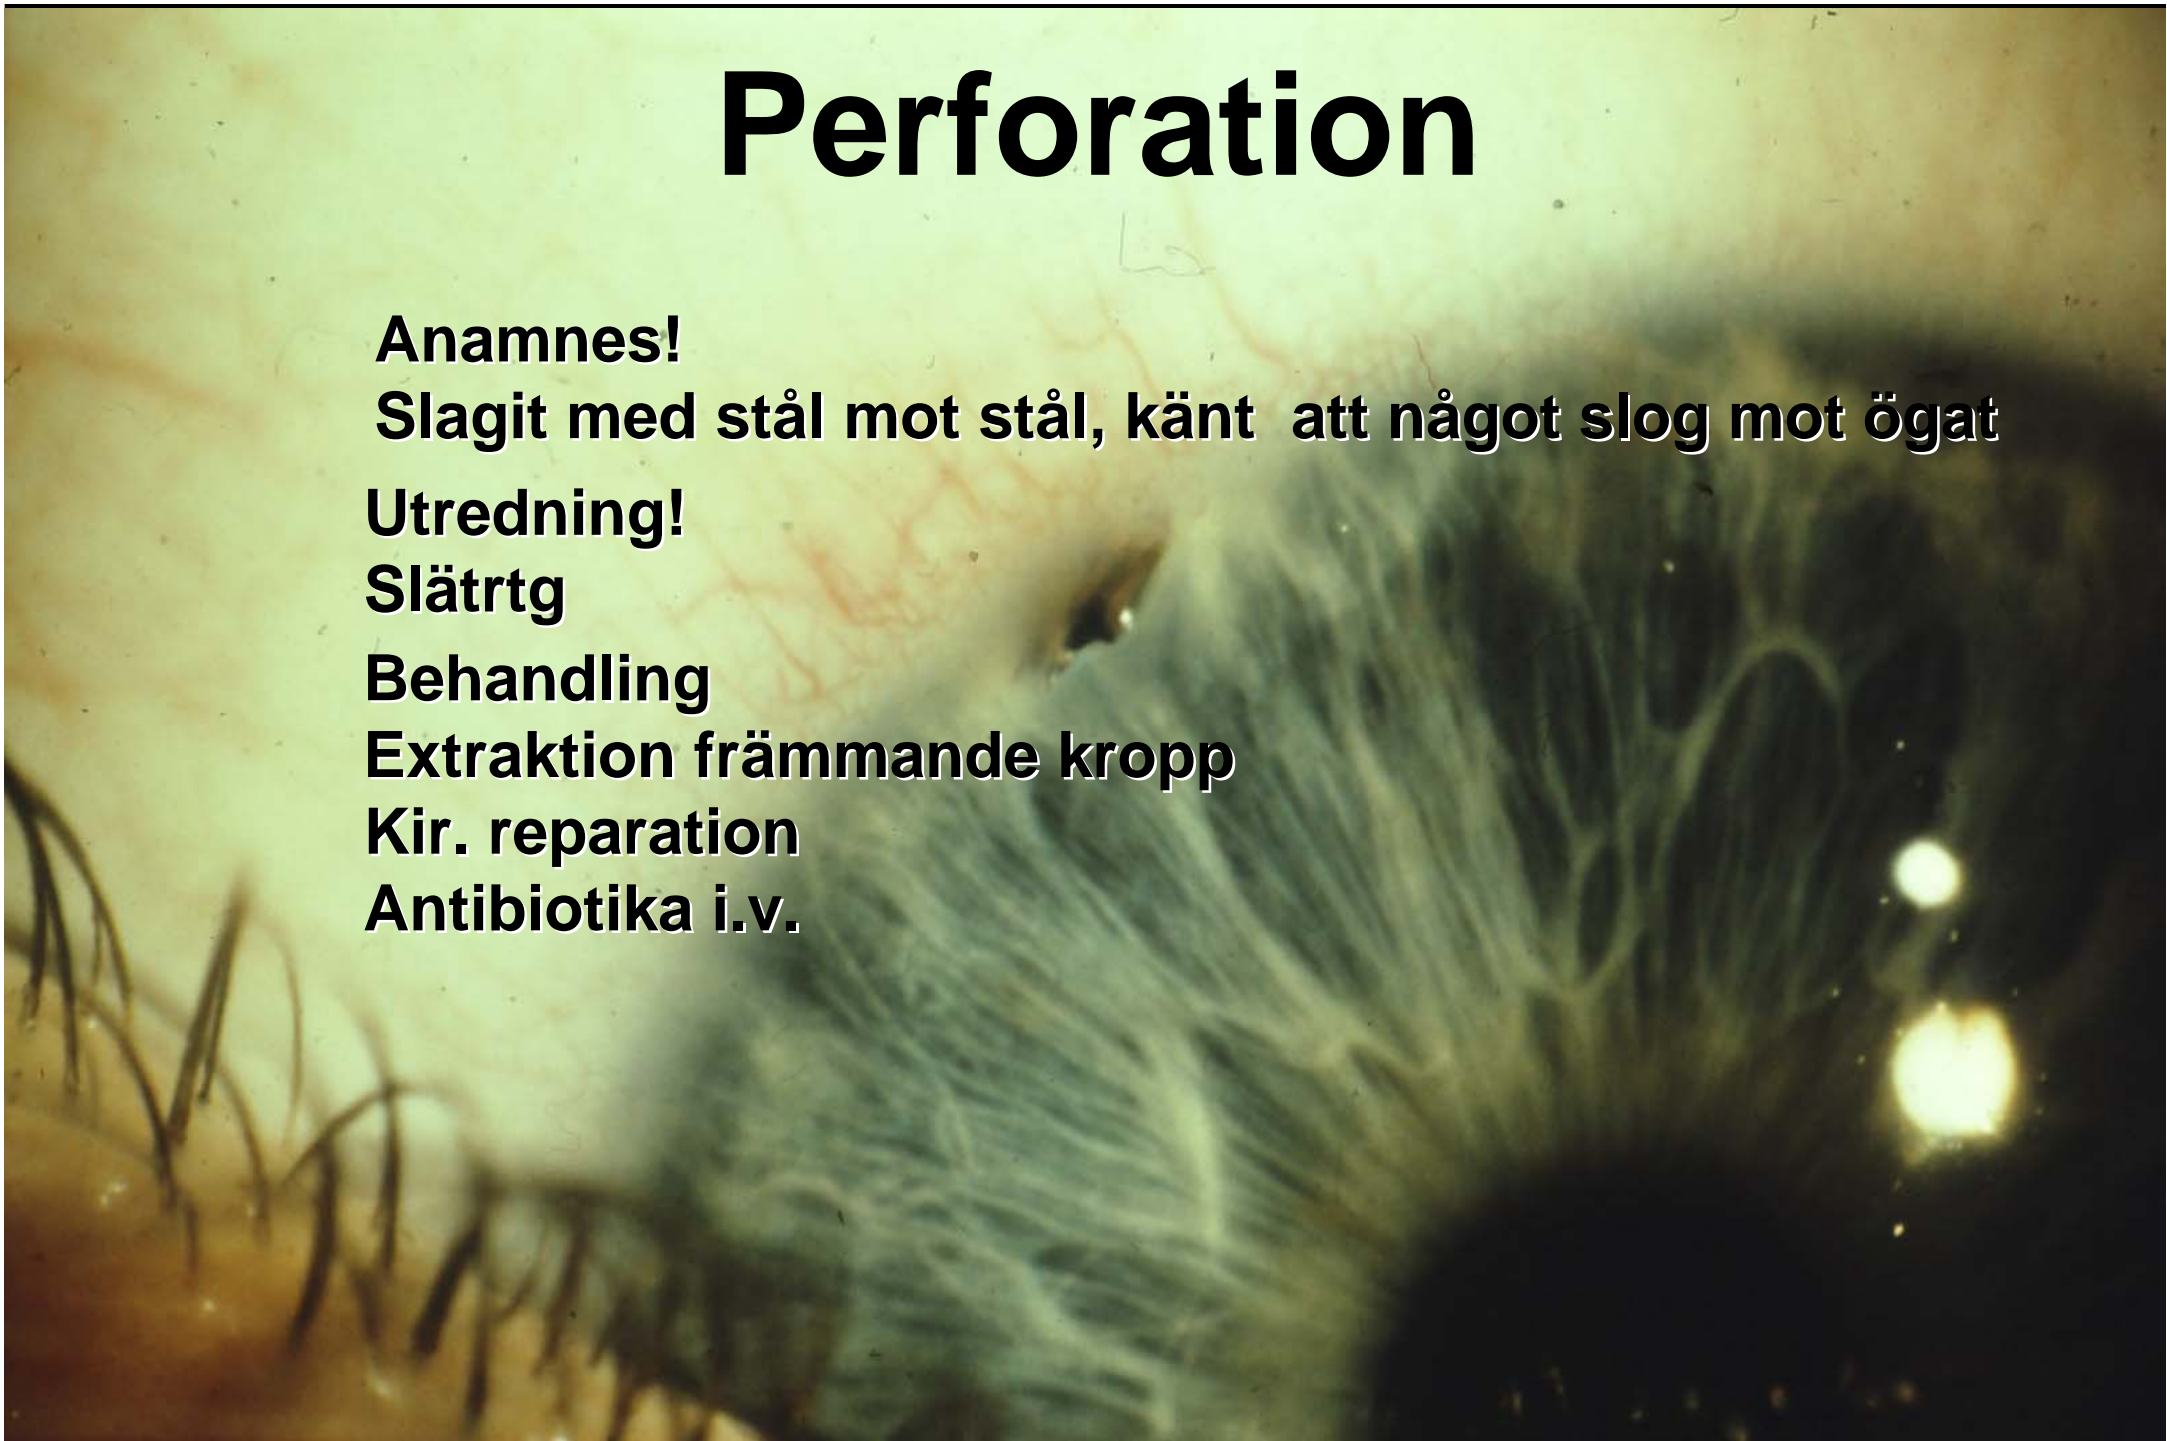 Perforation
Anamnes!
Slagit med stål mot stål, känt  att något slog mot ögat
Utredning!
Slätrtg
Behandling
Extraktion främmande kropp
Kir. reparation
Antibiotika i.v.